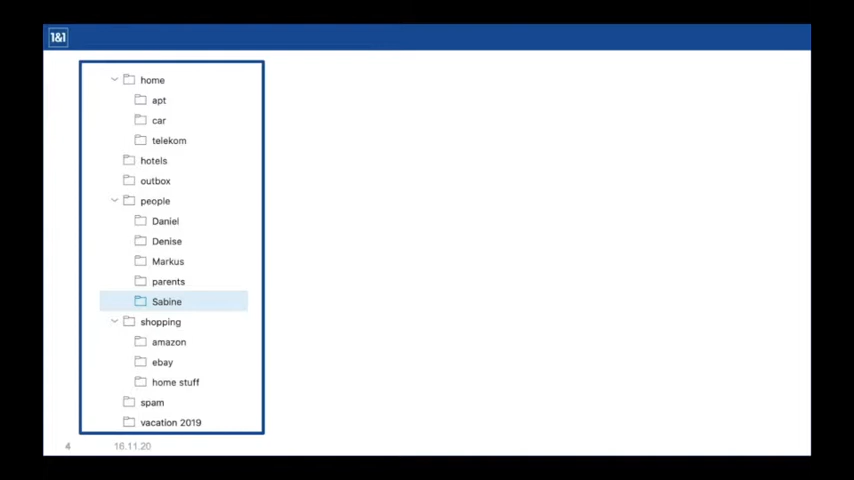 1&1
home
apt
car
telekom
hotels
outbox
people
Daniel
Denise
Markus
parents
Sabine
shopping
amazon
ebay
home stuff
spam
vacation 2019
4 16.11.20